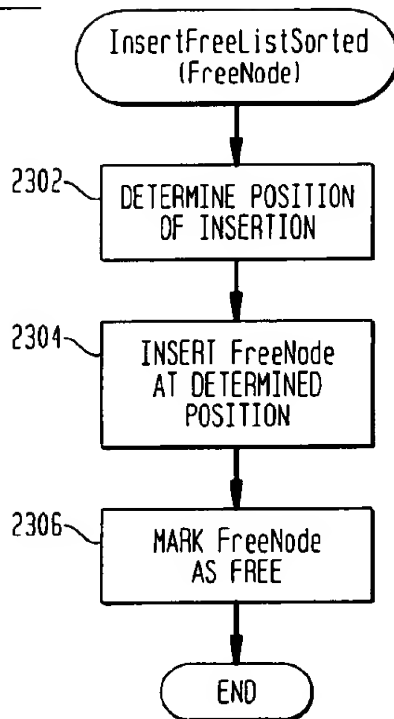 InsertFreeListSorted
(FreeNode)
2302
DETERMINE POSITION
OF INSERTION
2304
INSERT FreeNode
AT DETERMINED
POSITION
2306
MARK FreeNode
AS FREE
END